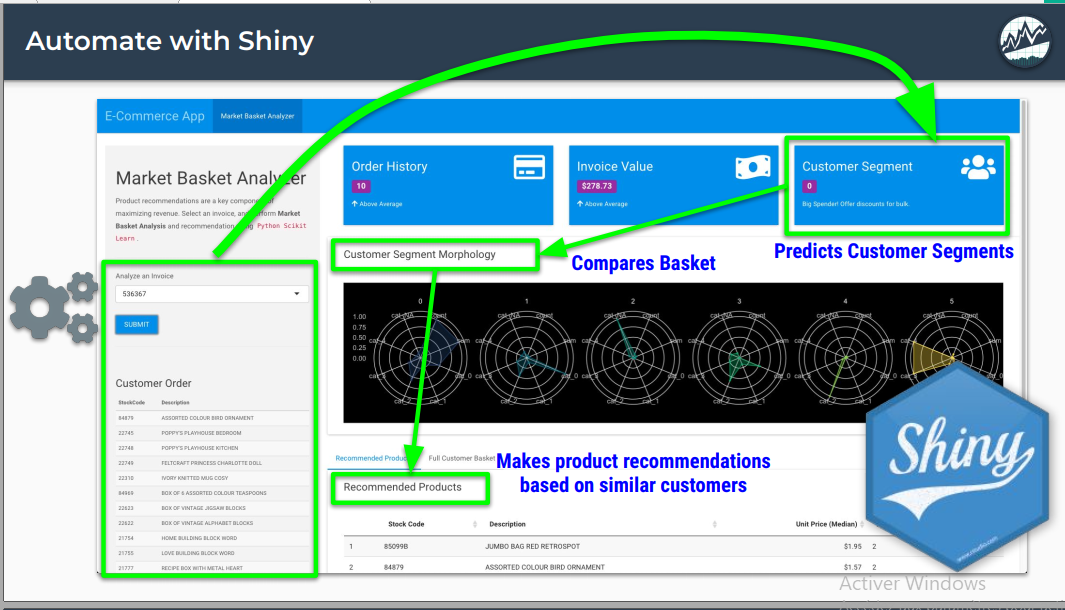 Automate with Shiny
E-Commerce App
Market Basket Analyzer
Market Basket Analyzer
Product recommendations are a key component of
maximizing revenue. Select an invoice, and perform Market
Basket Analysis and recommendation using Python Scikit
Learn .
Analyze an Invoice
536367
SUBMIT
Customer Order
StockCode Description
84879 ASSORTED COLOUR BIRD ORNAMENT
22745 POPPY'S PLAYHOUSE BEDROOM
22748 POPPY'S PLAYHOUSE KITCHEN
22749 FELTCRAFT PRINCESS CHARLOTTE DOLL
22310 IVORY KNITTED MUG COSY
84969 BOX OF 6 ASSORTED COLOUR TEASPOONS
22623 BOX OF VINTAGE JIGSAW BLOCKS
22622 BOX OF VINTAGE ALPHABET BLOCKS
21754 HOME BUILDING BLOCK WORD
21755 LOVE BUILDING BLOCK WORD
21777 RECIPE BOX WITH METAL HEART
Order History
10
Above Average
Invoice Value
$278.73
Above Average
Customer Segment
0
Big Spender! Offer discounts for bulk.
Predicts Customer Segments
Customer Segment Morphology
Compares Basket
0 1 2 3 4 5
1.00
0.75
0.50
0.25
0.00
Recommended Products Full Customer Basket
Makes product recommendations
based on similar customers
Recommended Products
Stock Code Description Unit Price (Median)
1 85099B JUMBO BAG RED RETROSPOT $1.95 2
2 84879 ASSORTED COLOUR BIRD ORNAMENT $1.57 2
Shiny
www.rstudio.com
Activer Windows